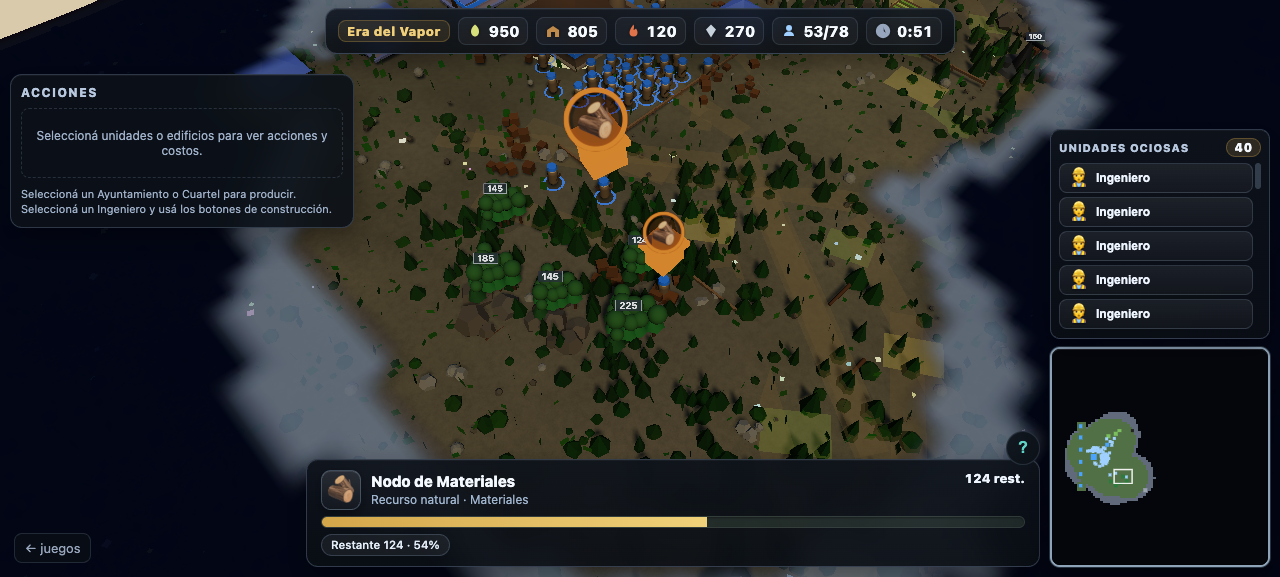 Era del Vapor 950 805 120 270 53/78 0:51
150
ACCIONES
Seleccioná unidades o edificios para ver acciones y
costos.
Seleccioná un Ayuntamiento o Cuartel para producir.
Seleccioná un Ingeniero y usá los botones de construcción.
UNIDADES OCIOSAS 40
Ingeniero
Ingeniero
Ingeniero
Ingeniero
Ingeniero
145
185
145
225
?
Nodo de Materiales
124 rest.
Recurso natural · Materiales
Restante 124 · 54%
← juegos